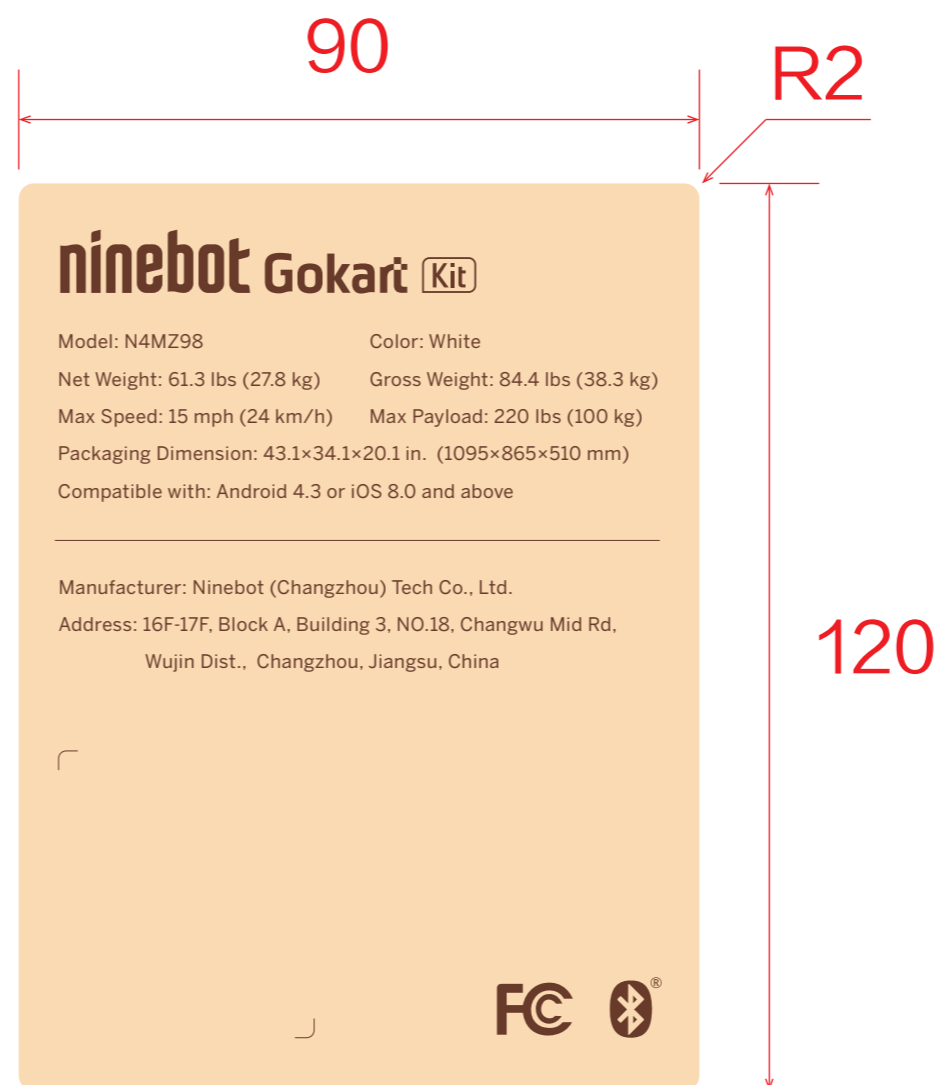 90
R2
ninebot Gokart Kit
Model: N4MZ98 Color: White
Net Weight: 61.3 lbs (27.8 kg) Gross Weight: 84.4 lbs (38.3 kg)
Max Speed: 15 mph (24 km/h) Max Payload: 220 lbs (100 kg)
Packaging Dimension: 43.1×34.1×20.1 in. (1095×865×510 mm)
Compatible with: Android 4.3 or iOS 8.0 and above
Manufacturer: Ninebot (Changzhou) Tech Co., Ltd.
Address: 16F-17F, Block A, Building 3, NO.18, Changwu Mid Rd,
Wujin Dist., Changzhou, Jiangsu, China
120
FC ®